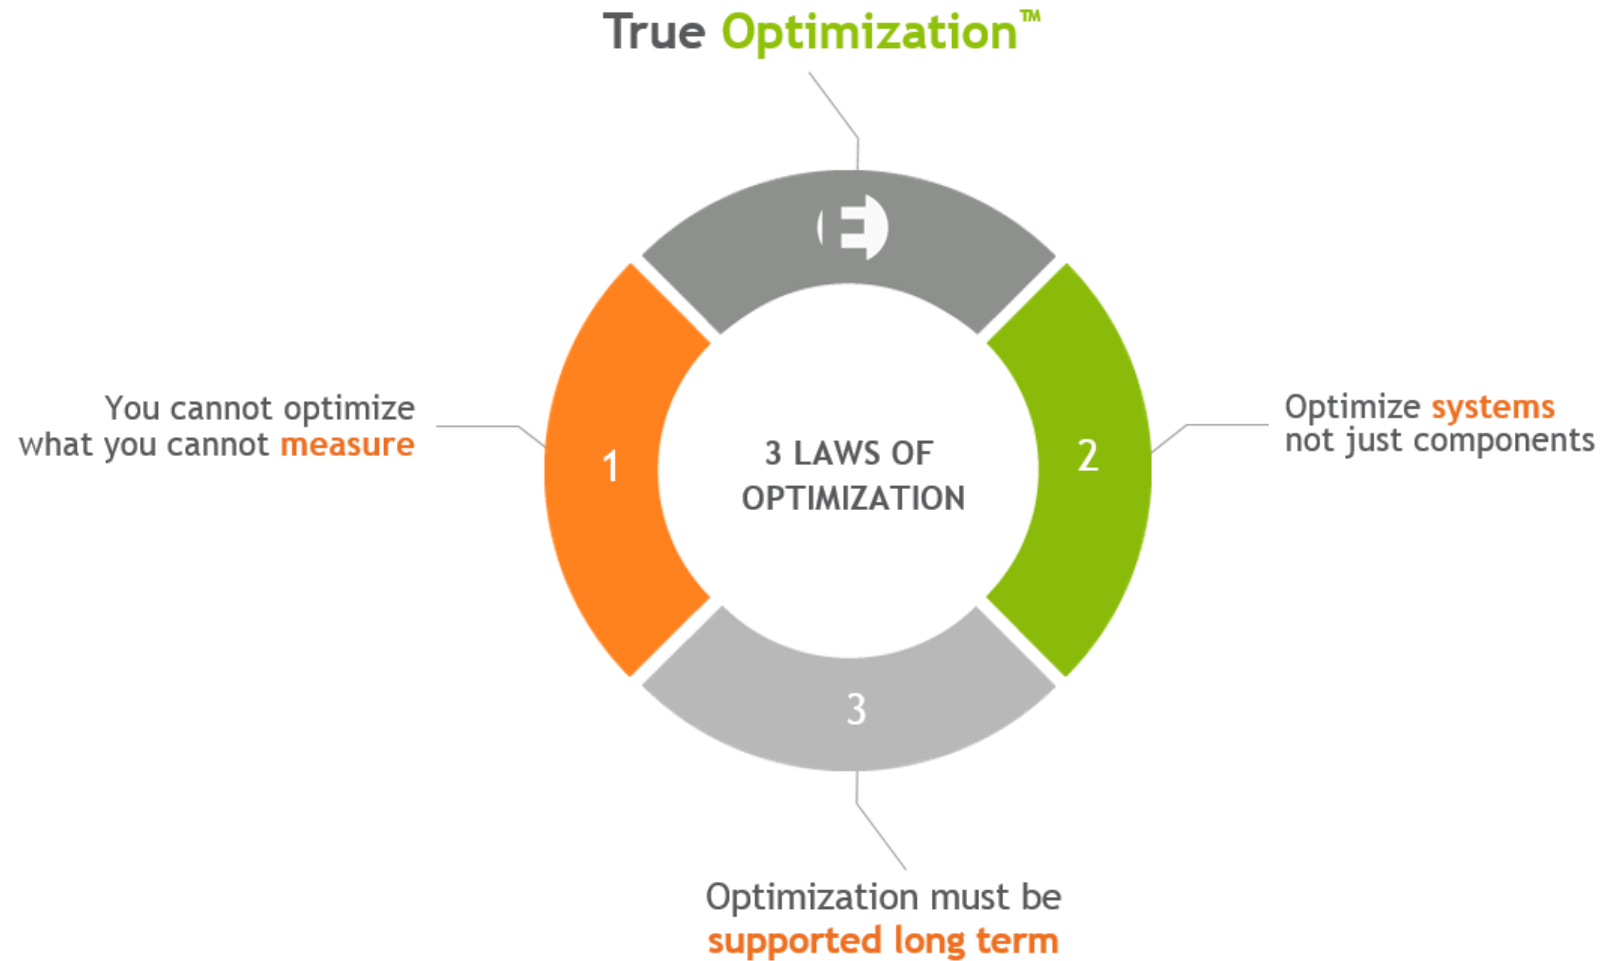 True Optimization™
You cannot optimize
what you cannot measure
1
3 LAWS OF
OPTIMIZATION
2
Optimize systems
not just components
3
Optimization must be
supported long term